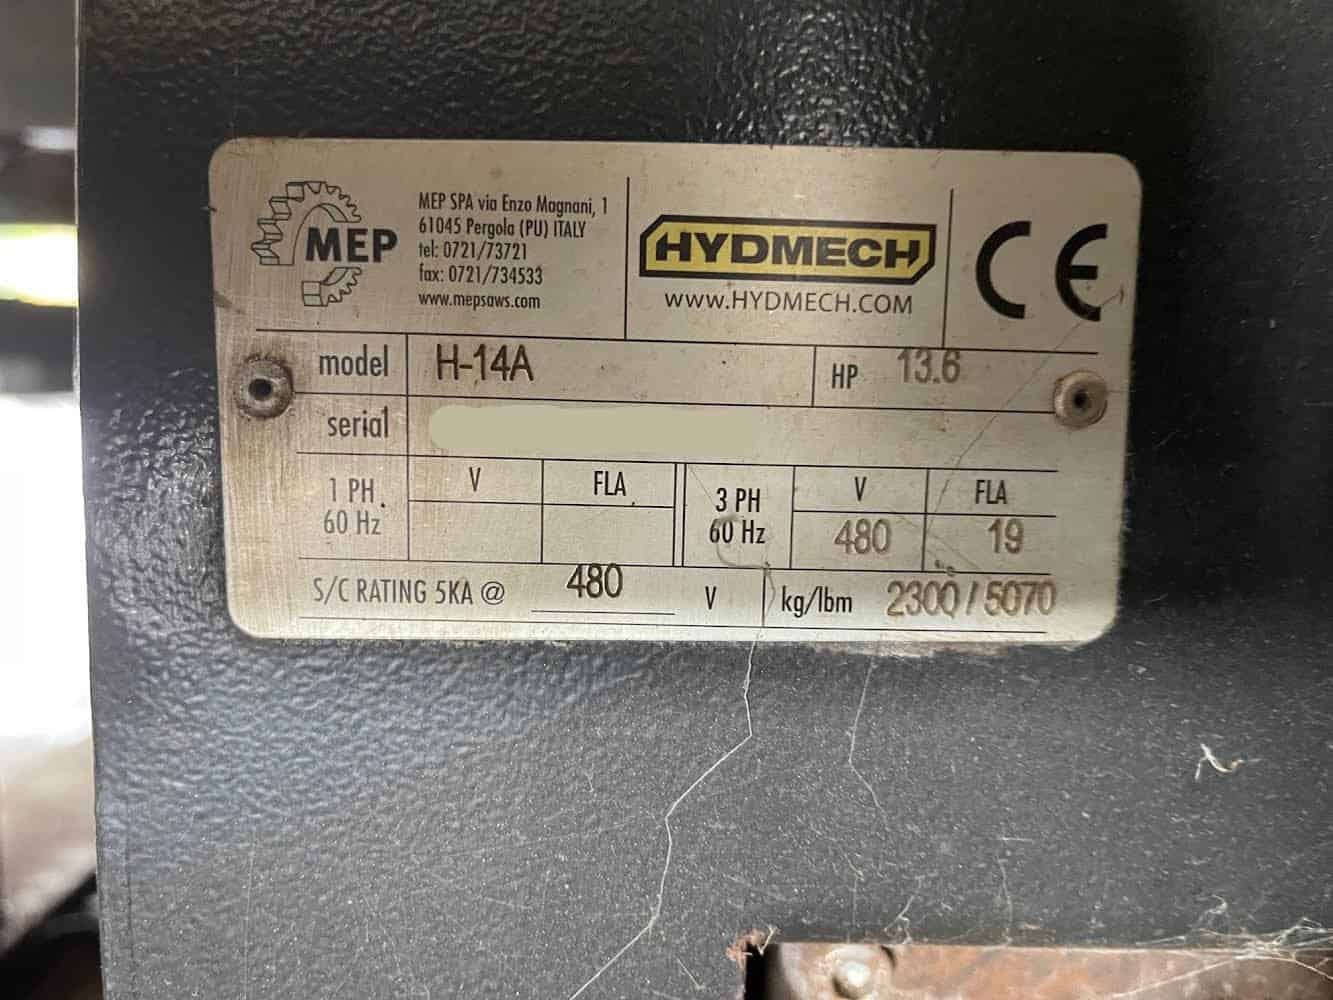 MEP
MEP SPA via Enzo Magnani, 1
61045 Pergola (PU) ITALY
tel: 0721/73721
fax: 0721/734533
www.mepsaws.com
HYDMECH
www.HYDMECH.COM
CE
model H-14A HP 13.6
serial
1 PH 60 Hz V FLA
3 PH 60 Hz V 480 FLA 19
S/C RATING 5KA @ 480 V kg/lbm 2300/5070